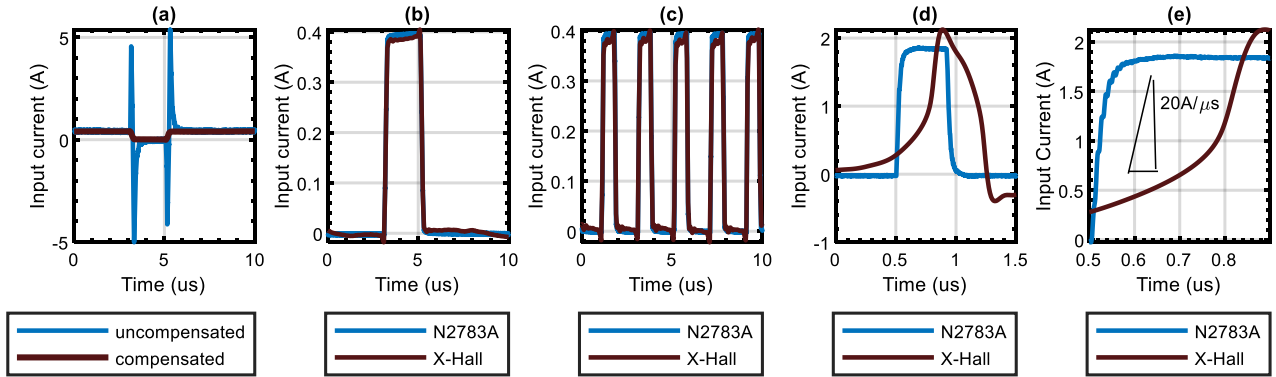 (a)
5
0
-5
Input current (A)
0
5
10
Time (us)
uncompensated
compensated
(b)
0.4
0.3
0.2
0.1
0
Input current (A)
0
5
10
Time (us)
N2783A
X-Hall
(c)
0.4
0.3
0.2
0.1
0
Input current (A)
0
5
10
Time (us)
N2783A
X-Hall
(d)
2
1
0
-1
Input current (A)
0
0.5
1
1.5
Time (us)
N2783A
X-Hall
(e)
2
1.5
1
0.5
0
Input Current (A)
20A/μs
0.5
0.6
0.7
0.8
Time (us)
N2783A
X-Hall